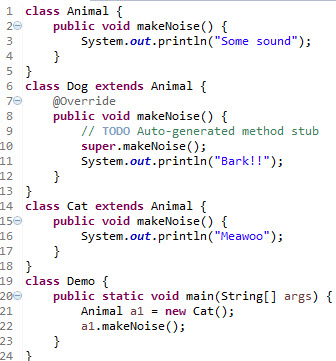 1 class Animal {
2 public void makeNoise() {
3 System.out.println("Some sound");
4 }
5 }
6 class Dog extends Animal {
7 @Override
8 public void makeNoise() {
9 // TODO Auto-generated method stub
10 super.makeNoise();
11 System.out.println("Bark!!");
12 }
13 }
14 class Cat extends Animal {
15 public void makeNoise() {
16 System.out.println("Meawoo");
17 }
18 }
19 class Demo {
20 public static void main(String[] args) {
21 Animal a1 = new Cat();
22 a1.makeNoise();
23 }
24 }